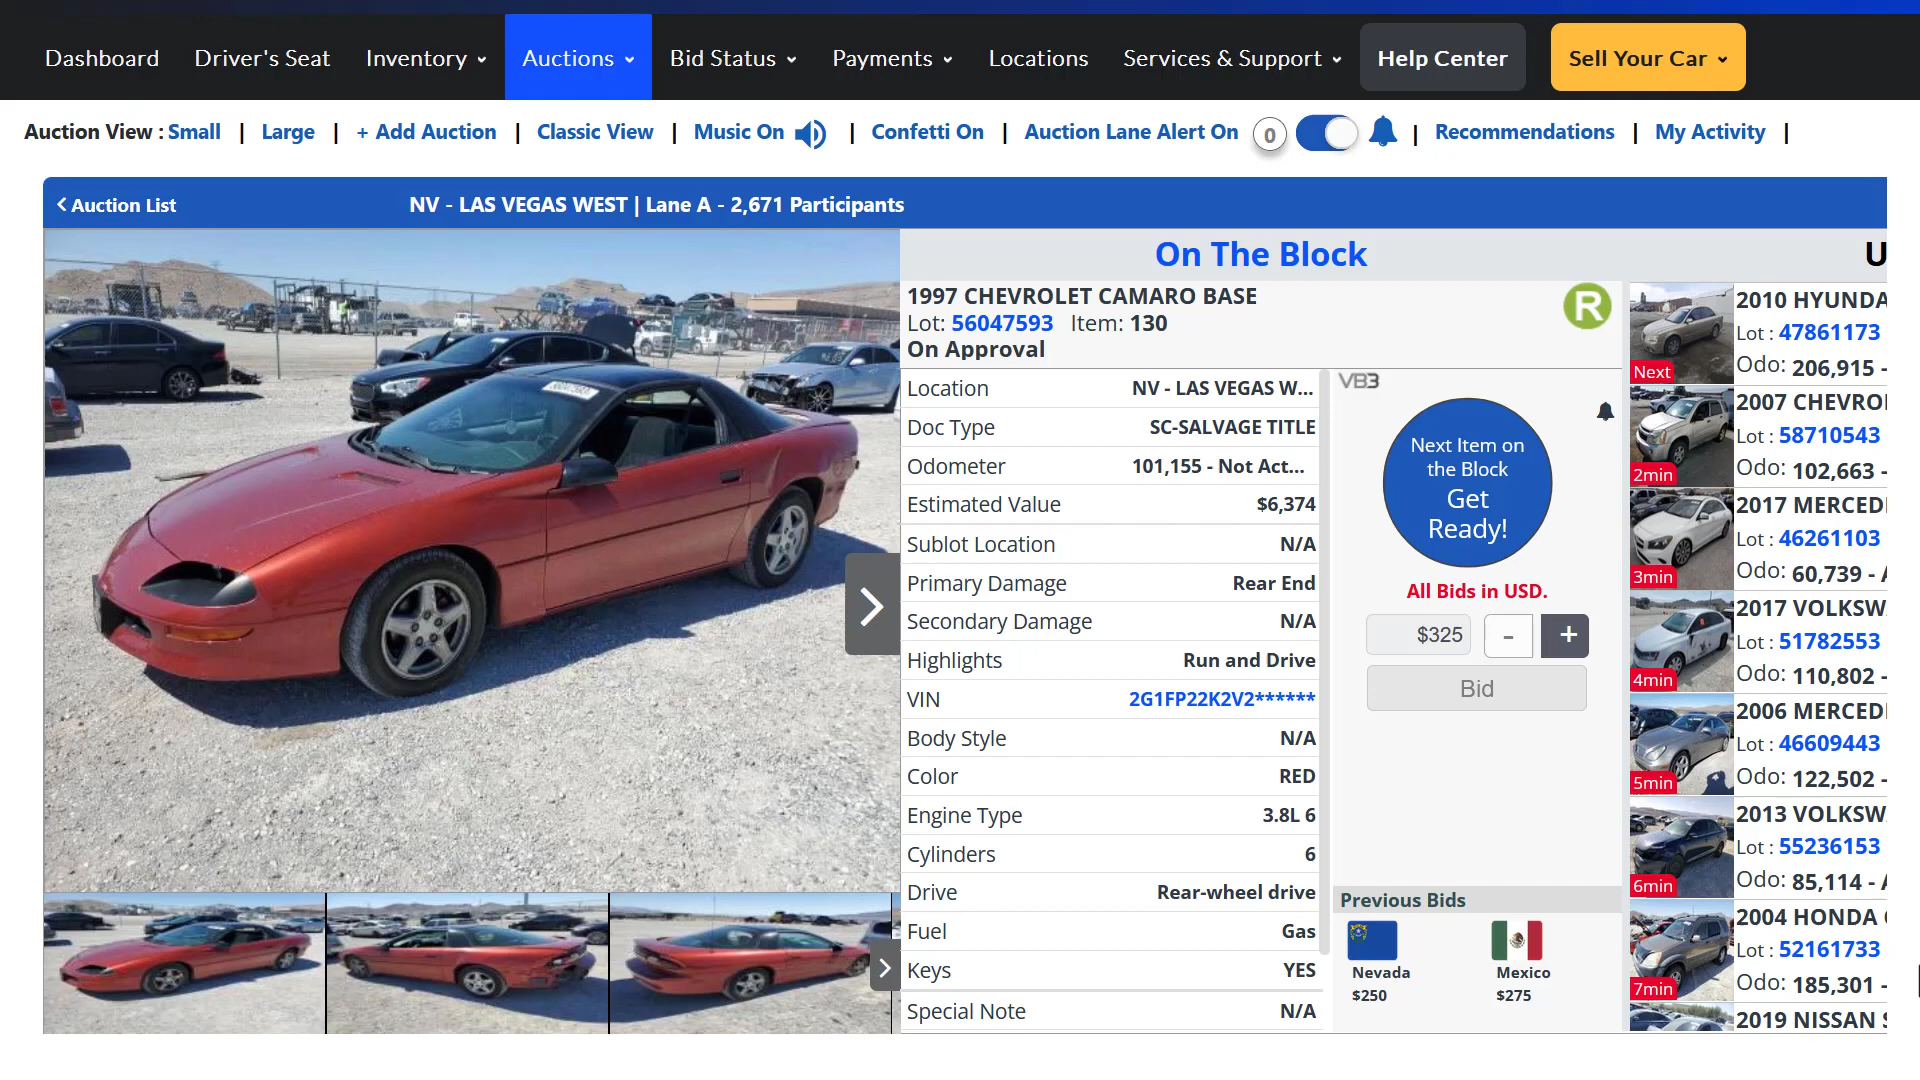 Dashboard
Driver's Seat
Inventory
Auctions
Bid Status
Payments
Locations
Services & Support
Help Center
Sell Your Car
Auction View : Small | Large | + Add Auction | Classic View | Music On | Confetti On | Auction Lane Alert On 0 | Recommendations | My Activity |
Auction List
NV - LAS VEGAS WEST | Lane A - 2,671 Participants
On The Block
1997 CHEVROLET CAMARO BASE
Lot: 56047593 Item: 130
On Approval
R
Location NV - LAS VEGAS W...
Doc Type SC-SALVAGE TITLE
Odometer 101,155 - Not Act...
Estimated Value $6,374
Sublot Location N/A
Primary Damage Rear End
Secondary Damage N/A
Highlights Run and Drive
VIN 2G1FP22K2V2******
Body Style N/A
Color RED
Engine Type 3.8L 6
Cylinders 6
Drive Rear-wheel drive
Fuel Gas
Keys YES
Special Note N/A
VB3
Next Item on
the Block
Get
Ready!
All Bids in USD.
$325 - +
Bid
Previous Bids
Nevada
$250
Mexico
$275
U
2010 HYUNDA
Lot : 47861173
Odo: 206,915 -
Next
2007 CHEVROL
Lot : 58710543
Odo: 102,663 -
2min
2017 MERCEDE
Lot : 46261103
Odo: 60,739 - A
3min
2017 VOLKSW
Lot : 51782553
Odo: 110,802 -
4min
2006 MERCEDE
Lot : 46609443
Odo: 122,502 -
5min
2013 VOLKSW
Lot : 55236153
Odo: 85,114 - A
6min
2004 HONDA
Lot : 52161733
Odo: 185,301 -
7min
2019 NISSAN S